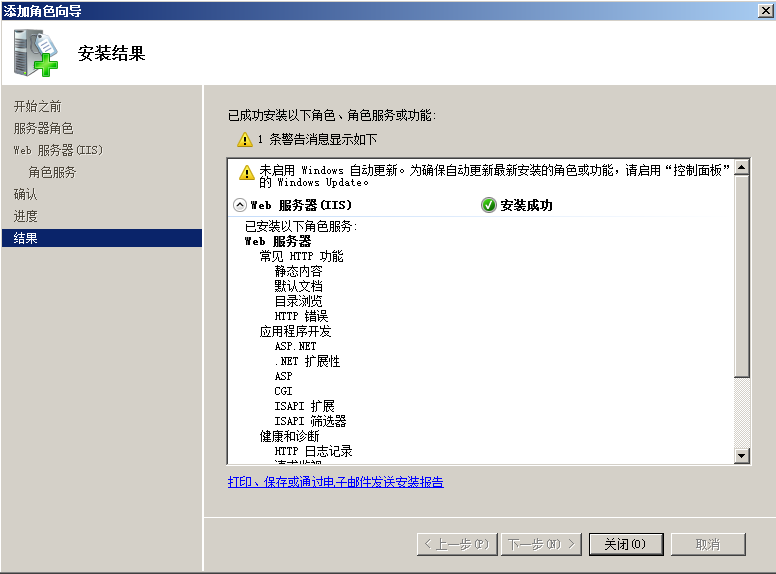 添加角色向导
安装结果
开始之前
服务器角色
Web 服务器(IIS)
角色服务
确认
进度
结果
已成功安装以下角色、角色服务或功能:
1 条警告消息显示如下
未启用 Windows 自动更新。为确保自动更新最新安装的角色或功能，请启用“控制面板”
的 Windows Update。
Web 服务器(IIS)
安装成功
已安装以下角色服务:
Web 服务器
常见 HTTP 功能
静态内容
默认文档
目录浏览
HTTP 错误
应用程序开发
ASP.NET
.NET 扩展性
ASP
CGI
ISAPI 扩展
ISAPI 筛选器
健康和诊断
HTTP 日志记录
打印、保存或通过电子邮件发送安装报告
< 上一步(P)
下一步(N) >
关闭(O)
取消